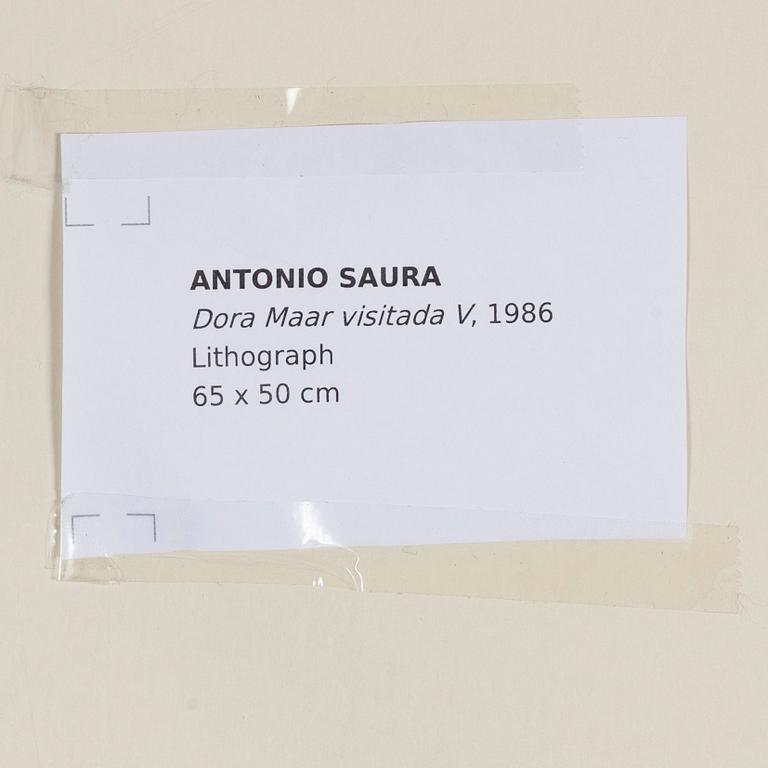 ANTONIO SAURA
Dora Maar visitada V, 1986
Lithograph
65 x 50 cm